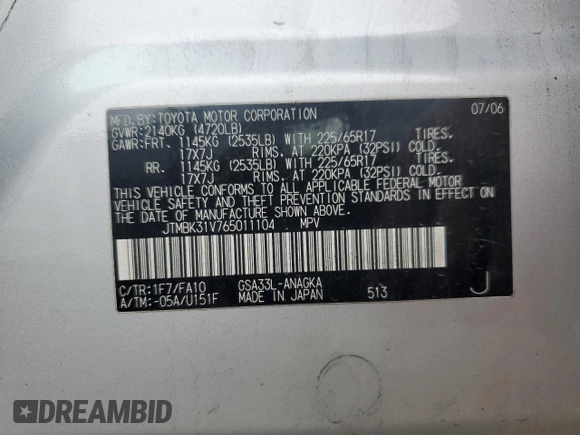 MFD. BY: TOYOTA MOTOR CORPORATION 07/06
GVWR: 2140KG (4720LB)
GAWR: FRT. 1145KG (2535LB) WITH 225/65R17 TIRES.
17X7J RIMS. AT 220KPA (32PSI) COLD.
RR. 1145KG (2535LB) WITH 225/65R17 TIRES.
17X7J RIMS. AT 220KPA (32PSI) COLD.
THIS VEHICLE CONFORMS TO ALL APPLICABLE FEDERAL MOTOR
VEHICLE SAFETY AND THEFT PREVENTION STANDARDS IN EFFECT ON
THE DATE OF MANUFACTURE SHOWN ABOVE.
JTMBK31V765011104 MPV
C/TR: 1F7/FA10 GSA33L-ANAGKA
A/TM: -05A/U151F MADE IN JAPAN 513 J
DREAMBID